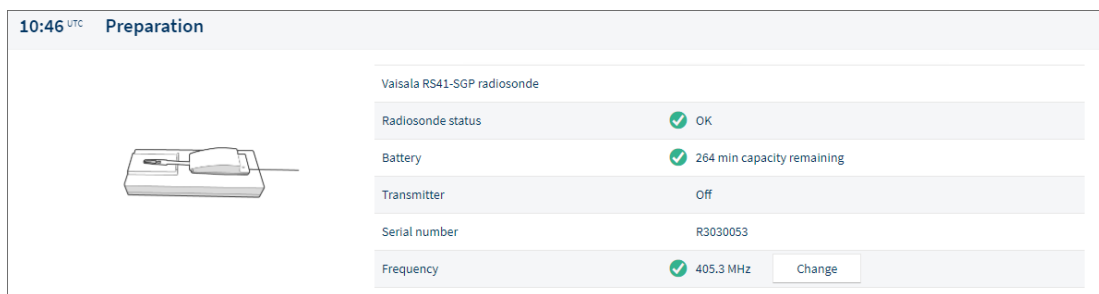 10:46 UTC Preparation
Vaisala RS41-SGP radiosonde
Radiosonde status OK
Battery 264 min capacity remaining
Transmitter Off
Serial number R3030053
Frequency 405.3 MHz Change